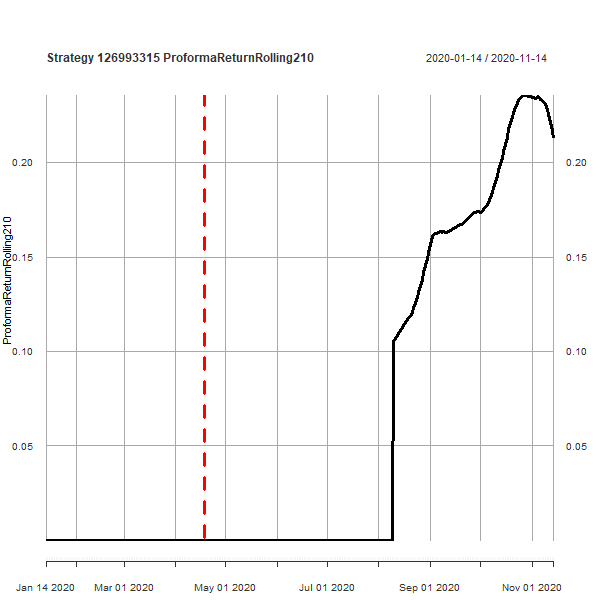 Strategy 126993315 ProformaReturnRolling210
2020-01-14 / 2020-11-14
ProformaReturnRolling210
0.20
0.15
0.10
0.05
0.20
0.15
0.10
0.05
Jan 14 2020
Mar 01 2020
May 01 2020
Jul 01 2020
Sep 01 2020
Nov 01 2020